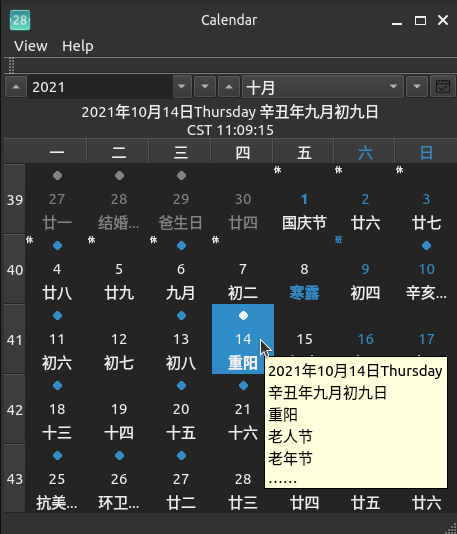 28 Calendar
View Help
2021 十月
2021年10月14日Thursday 辛丑年九月初九日
CST 11:09:15
一 二 三 四 五 六 日
休 休 休
39 27 28 29 30 1 2 3
廿一 结婚... 爸生日 廿四 国庆节 廿六 廿七
休 休 休 休 班
40 4 5 6 7 8 9 10
廿八 廿九 九月 初二 寒露 初四 辛亥...
41 11 12 13 14 15 16 17
初六 初七 初八 重阳
42 18 19 20 21
十三 十四 十五 十六
43 25 26 27 28
抗美... 环卫... 廿二 廿三 廿四 廿五 廿六
2021年10月14日Thursday
辛丑年九月初九日
重阳
老人节
老年节
……